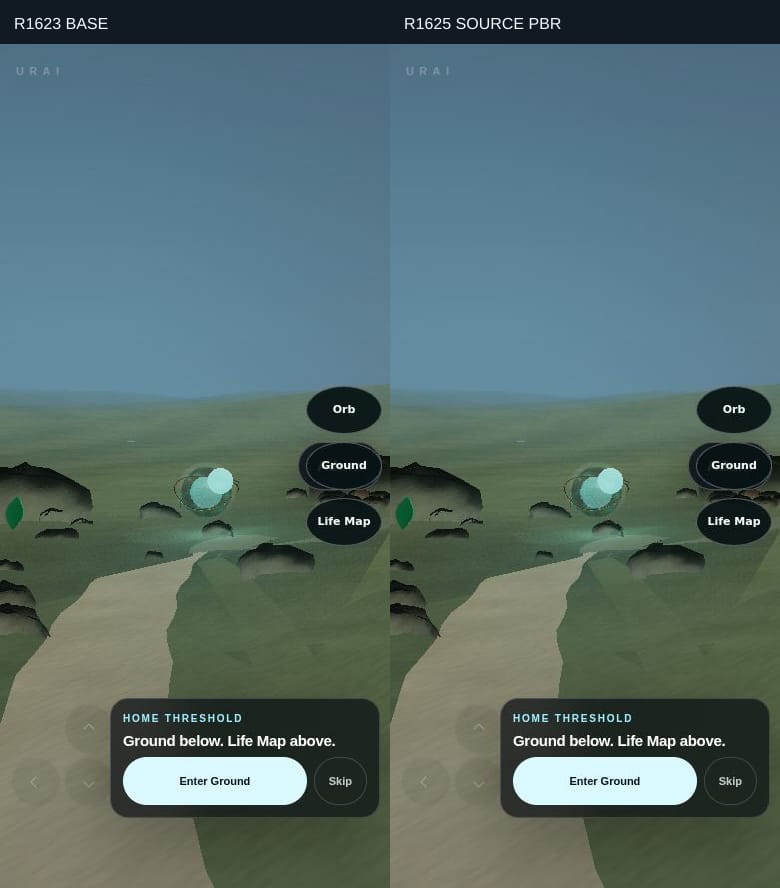 R1623 BASE
URAI
Orb
Ground
Life Map
HOME THRESHOLD
Ground below. Life Map above.
Enter Ground
Skip
R1625 SOURCE PBR
URAI
Orb
Ground
Life Map
HOME THRESHOLD
Ground below. Life Map above.
Enter Ground
Skip